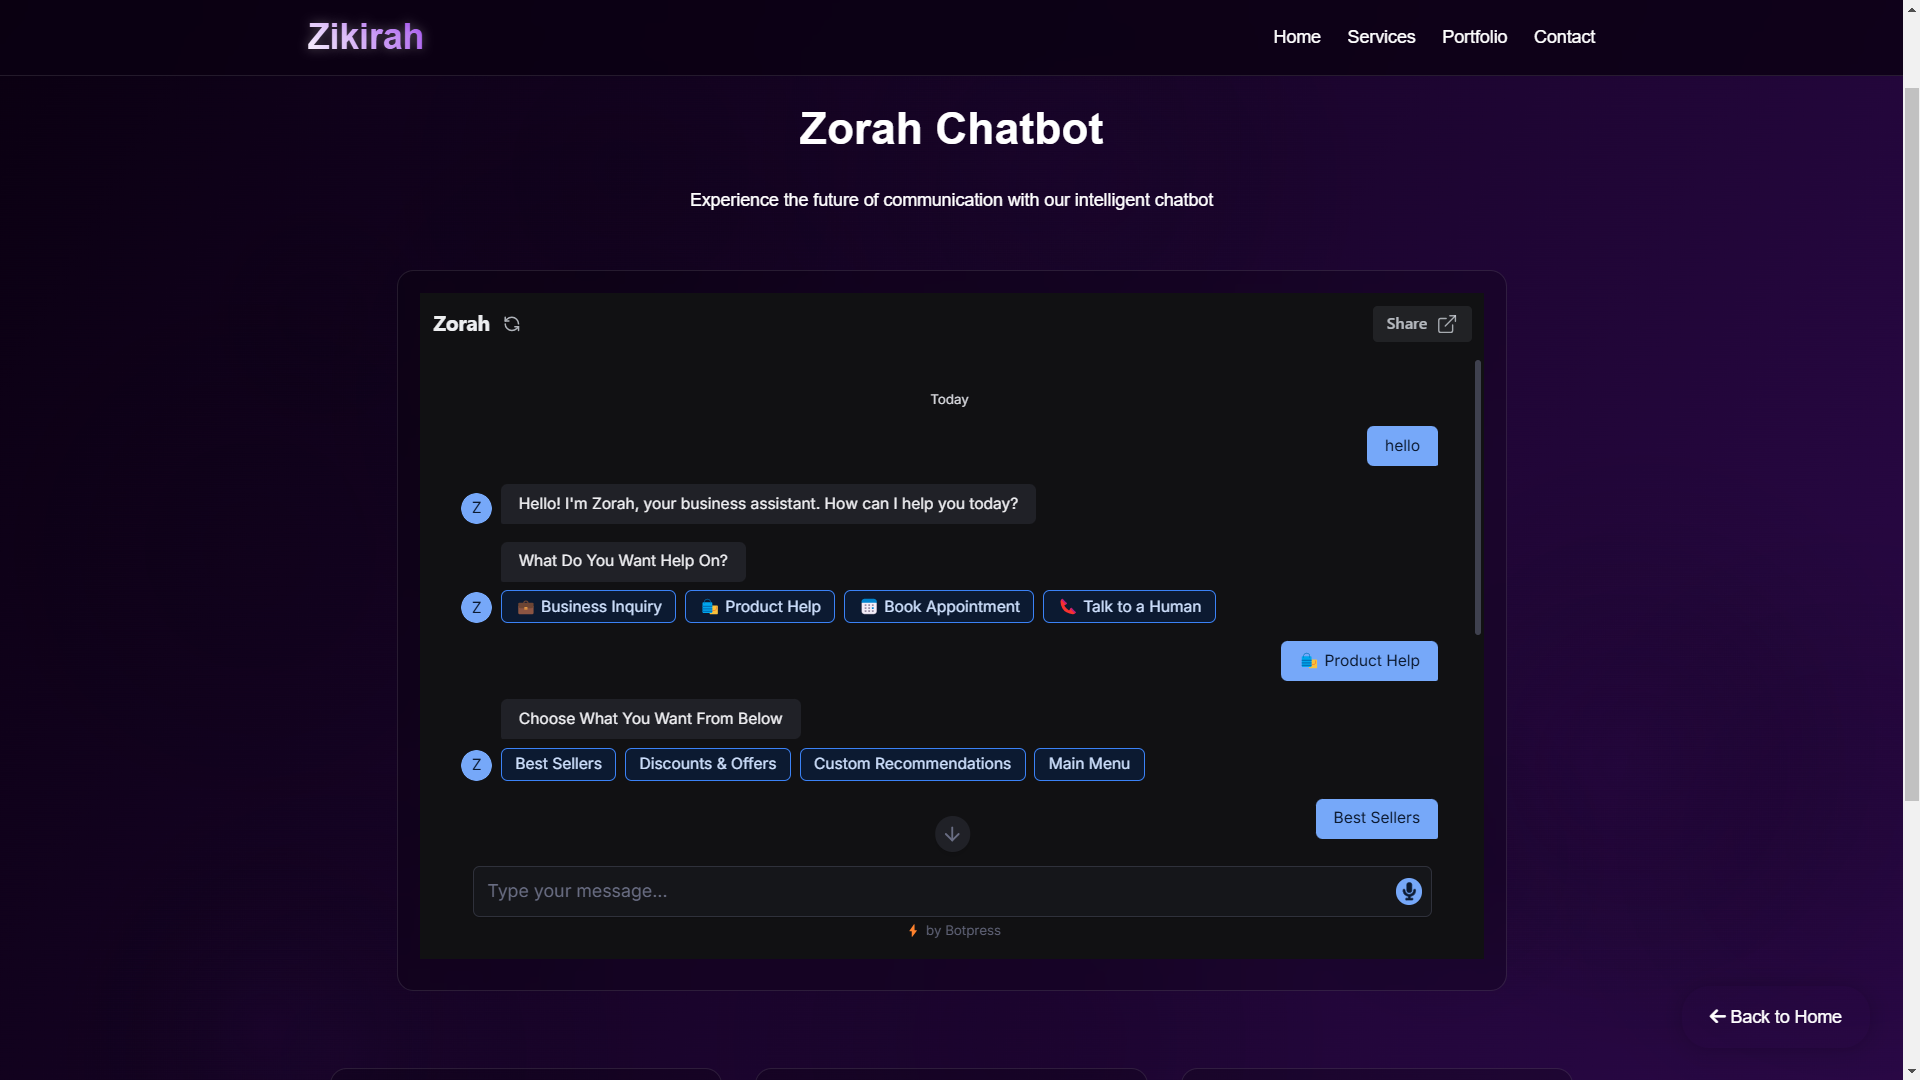 Zikirah
Home Services Portfolio Contact
Zorah Chatbot
Experience the future of communication with our intelligent chatbot
Zorah
Share
Today
hello
Z
Hello! I'm Zorah, your business assistant. How can I help you today?
What Do You Want Help On?
Z
💼 Business Inquiry 🛍️ Product Help 📅 Book Appointment 📞 Talk to a Human
🛍️ Product Help
Choose What You Want From Below
Z
Best Sellers Discounts & Offers Custom Recommendations Main Menu
Best Sellers
Type your message...
by Botpress
Back to Home